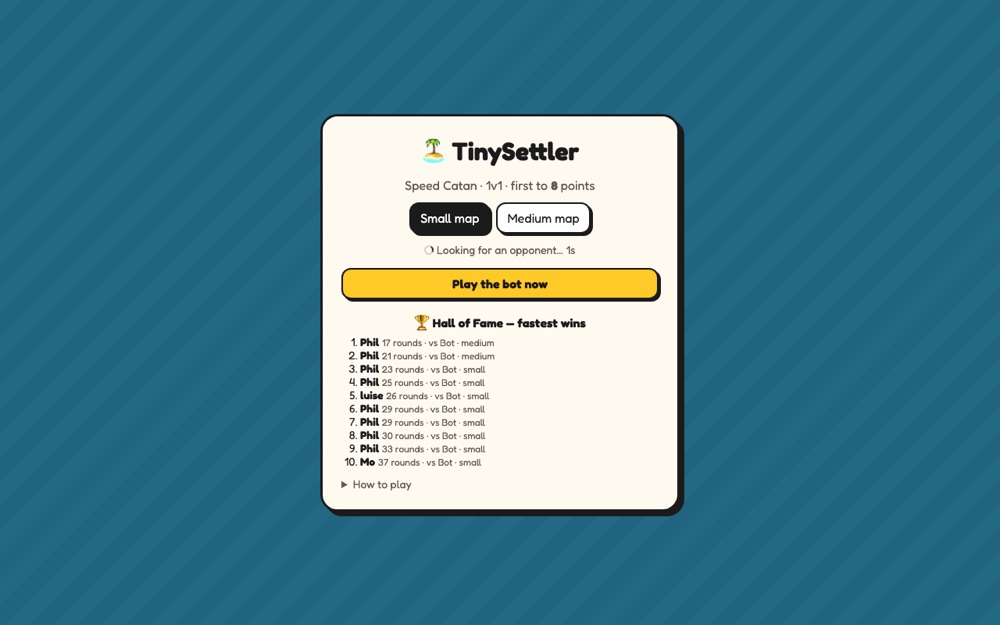 TinySettler
Speed Catan · 1v1 · first to 8 points
Small map
Medium map
Looking for an opponent... 1s
Play the bot now
Hall of Fame – fastest wins
1. Phil 17 rounds · vs Bot · medium
2. Phil 21 rounds · vs Bot · medium
3. Phil 23 rounds · vs Bot · small
4. Phil 25 rounds · vs Bot · small
5. luise 26 rounds · vs Bot · small
6. Phil 29 rounds · vs Bot · small
7. Phil 29 rounds · vs Bot · small
8. Phil 30 rounds · vs Bot · small
9. Phil 33 rounds · vs Bot · small
10. Mo 37 rounds · vs Bot · small
How to play